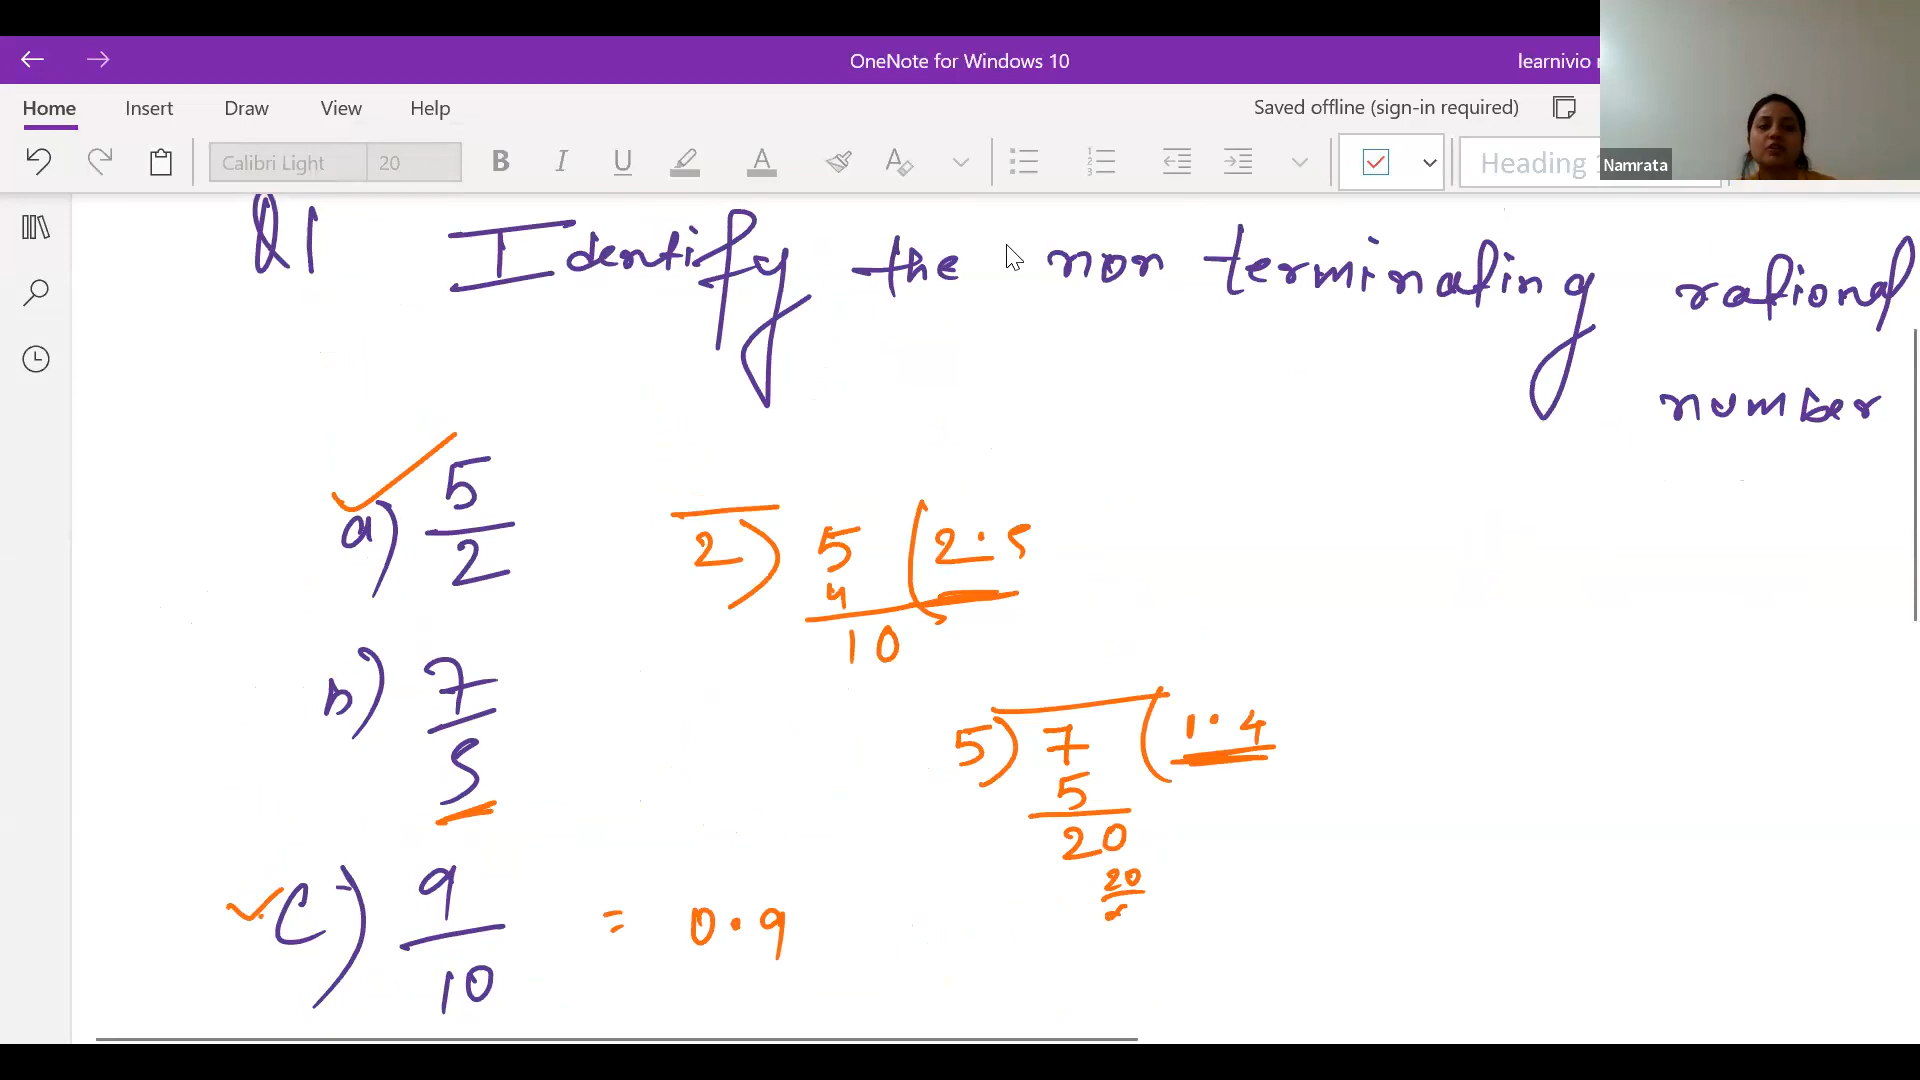 OneNote for Windows 10
learnivio
Home Insert Draw View Help
Saved offline (sign-in required)
Calibri Light 20 B I U A A
Heading
Namrata
Q1 Identify the non terminating rational
number
a) 5/2
2) 5 ( 2.5
4
10
b) 7/5
5) 7 ( 1.4
5
20
20
c) 9/10 = 0.9